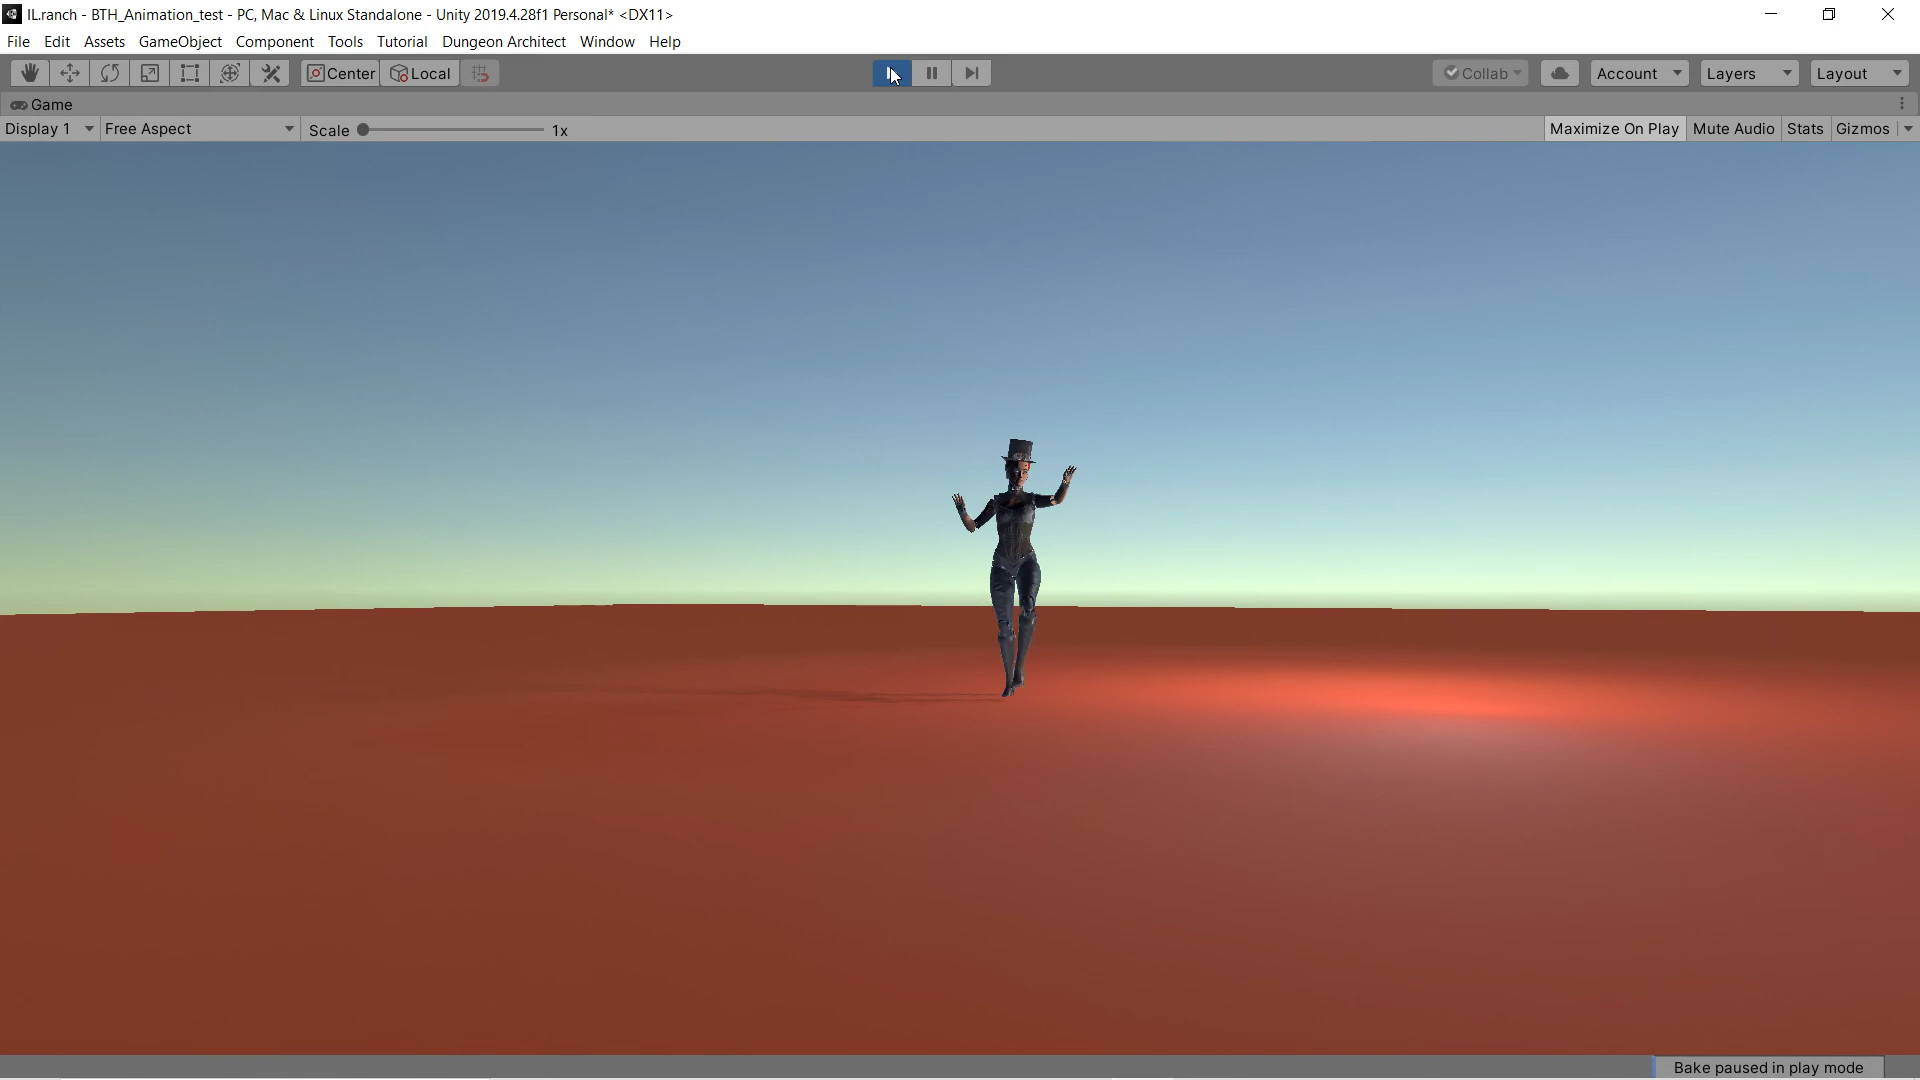 IL.ranch - BTH_Animation_test - PC, Mac & Linux Standalone - Unity 2019.4.28f1 Personal* <DX11>
File Edit Assets GameObject Component Tools Tutorial Dungeon Architect Window Help
Center Local Collab Account Layers Layout
Game
Display 1 Free Aspect Scale 1x Maximize On Play Mute Audio Stats Gizmos
Bake paused in play mode